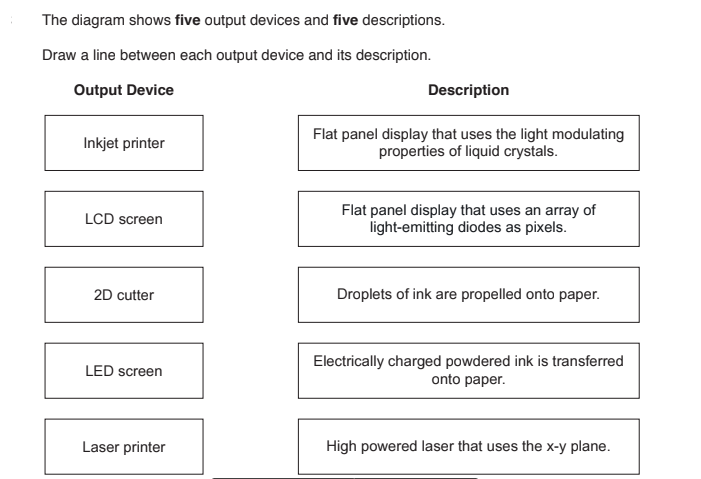 The diagram shows five output devices and five descriptions.
Draw a line between each output device and its description.
Output Device
Description
Inkjet printer
Flat panel display that uses the light modulating
properties of liquid crystals.
LCD screen
Flat panel display that uses an array of
light-emitting diodes as pixels.
2D cutter
Droplets of ink are propelled onto paper.
LED screen
Electrically charged powdered ink is transferred
onto paper.
Laser printer
High powered laser that uses the x-y plane.